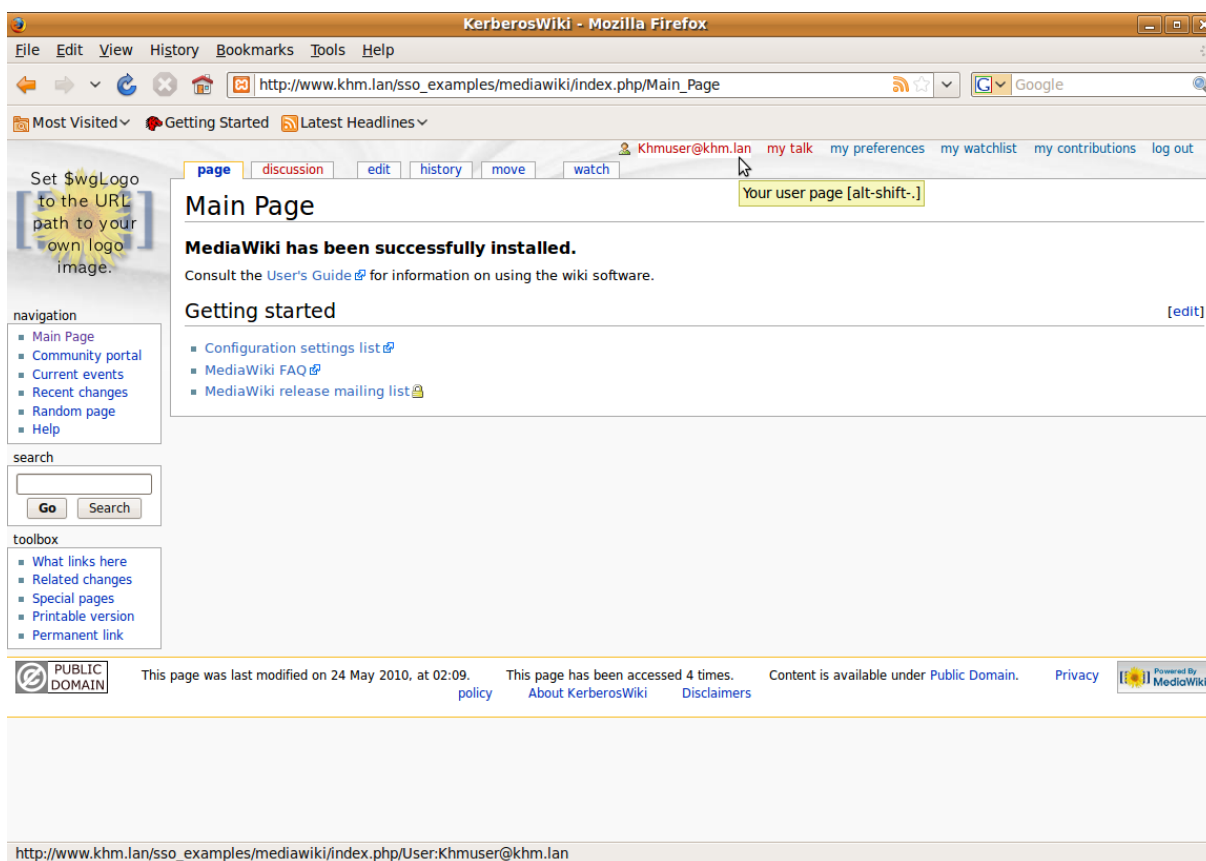 KerberosWiki - Mozilla Firefox
File Edit View History Bookmarks Tools Help
http://www.khm.lan/sso_examples/mediawiki/index.php/Main_Page Google
Most Visited Getting Started Latest Headlines
Khmuser@khm.lan my talk my preferences my watchlist my contributions log out
page discussion edit history move watch
Your user page [alt-shift-.]
Set $wgLogo
to the URL
path to your
own logo
image.
Main Page
MediaWiki has been successfully installed.
Consult the User's Guide for information on using the wiki software.
Getting started [edit]
Configuration settings list
MediaWiki FAQ
MediaWiki release mailing list
navigation
Main Page
Community portal
Current events
Recent changes
Random page
Help
search
Go Search
toolbox
What links here
Related changes
Special pages
Printable version
Permanent link
PUBLIC
DOMAIN
This page was last modified on 24 May 2010, at 02:09. This page has been accessed 4 times. Content is available under Public Domain. Privacy
policy About KerberosWiki Disclaimers
Powered By
MediaWiki
http://www.khm.lan/sso_examples/mediawiki/index.php/User:Khmuser@khm.lan